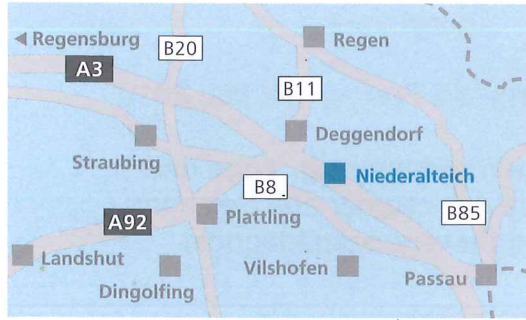 ◄ Regensburg
B20
Regen
A3
B11
Deggendorf
Straubing
Niederalteich
B8
A92
Plattling
B85
Landshut
Vilshofen
Passau
Dingolfing